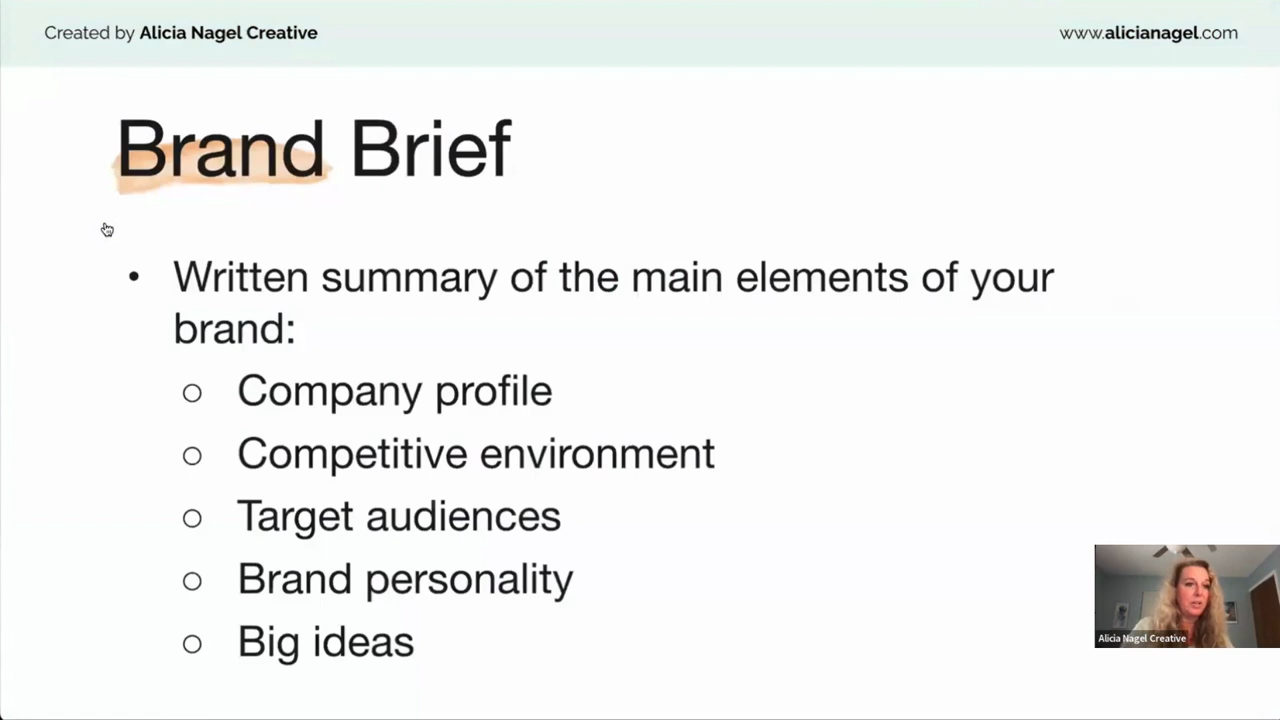 Created by Alicia Nagel Creative
www.alicianagel.com
Brand Brief
• Written summary of the main elements of your
brand:
○ Company profile
○ Competitive environment
○ Target audiences
○ Brand personality
○ Big ideas
Alicia Nagel Creative